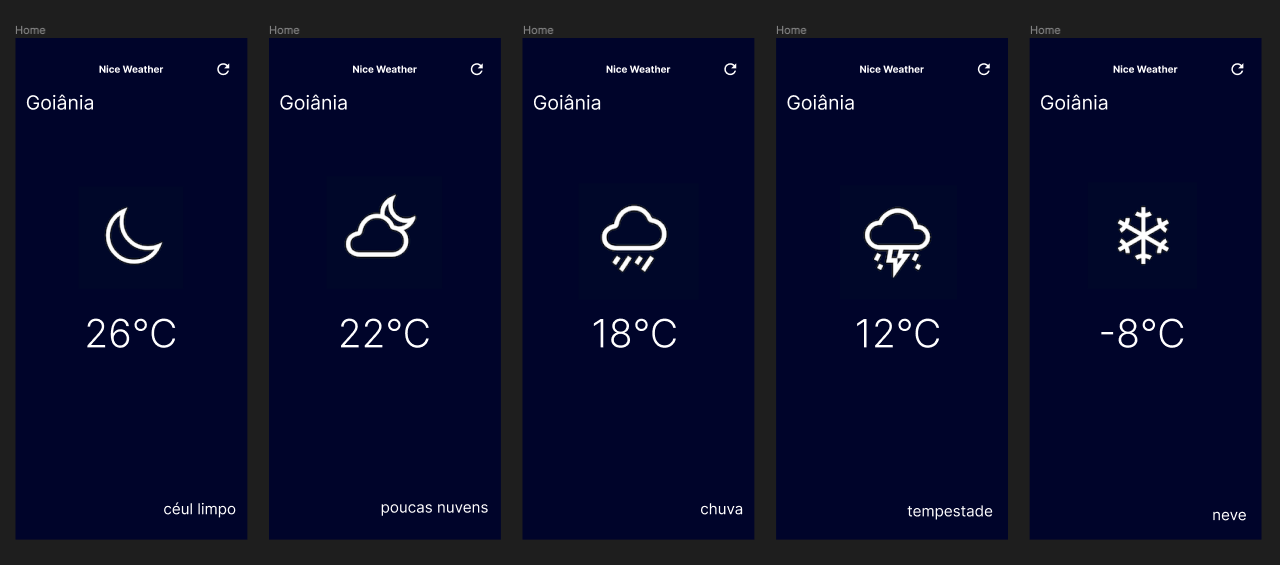 Home
Nice Weather
Goiânia
26°C
céul limpo
Home
Nice Weather
Goiânia
22°C
poucas nuvens
Home
Nice Weather
Goiânia
18°C
chuva
Home
Nice Weather
Goiânia
12°C
tempestade
Home
Nice Weather
Goiânia
-8°C
neve